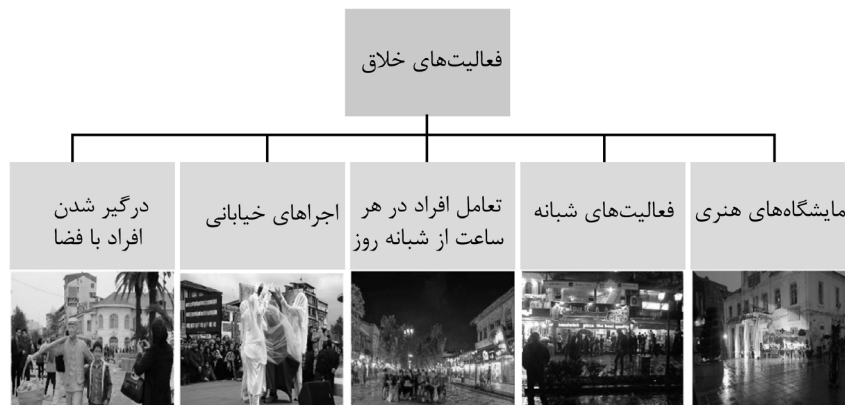 فعالیت‌های خلاق
مایشگاه‌های هنری
فعالیت‌های شبانه
تعامل افراد در هر
ساعت از شبانه روز
اجراهای خیابانی
درگیر شدن
افراد با فضا